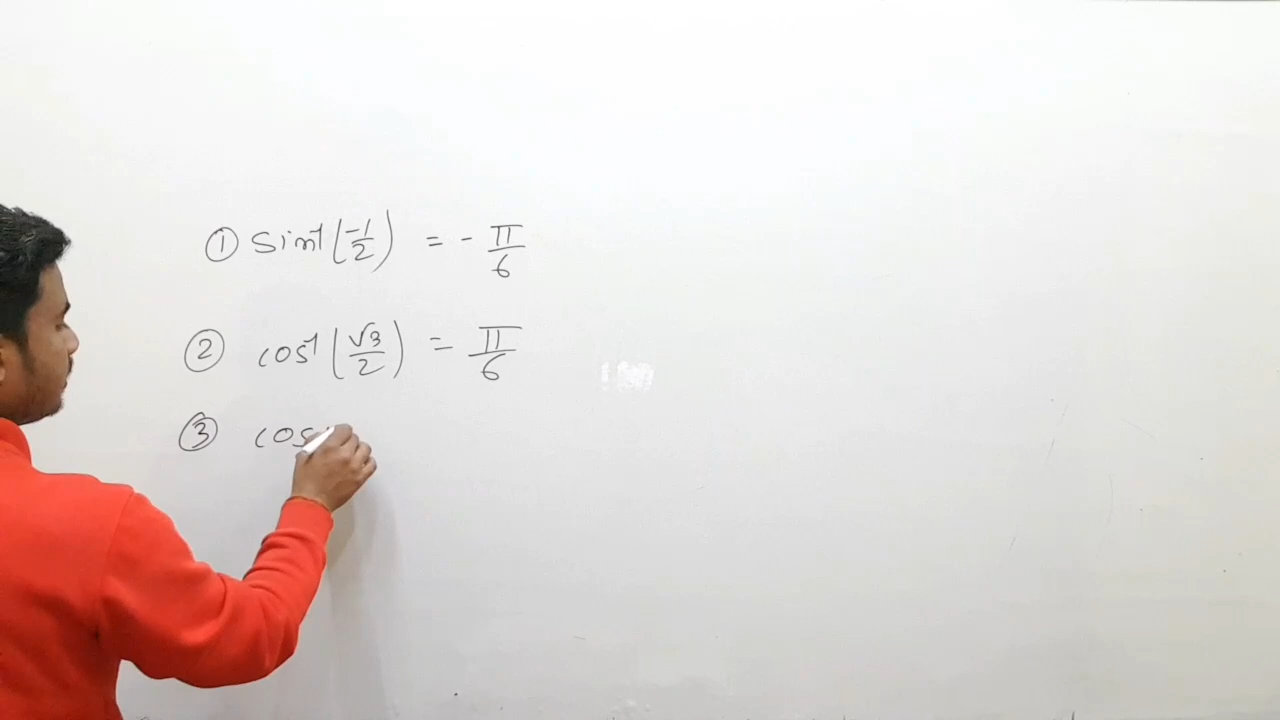 ① sin⁻¹(-1/2) = - π/6
② cos⁻¹(√3/2) = π/6
③ cos